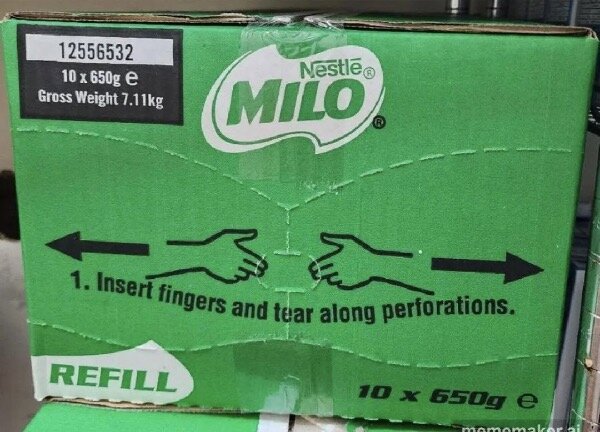 12556532
10 x 650g e
Gross Weight 7.11kg
Nestlé®
MILO®
1. Insert fingers and tear along perforations.
REFILL
10 x 650g e
momomaker.ai